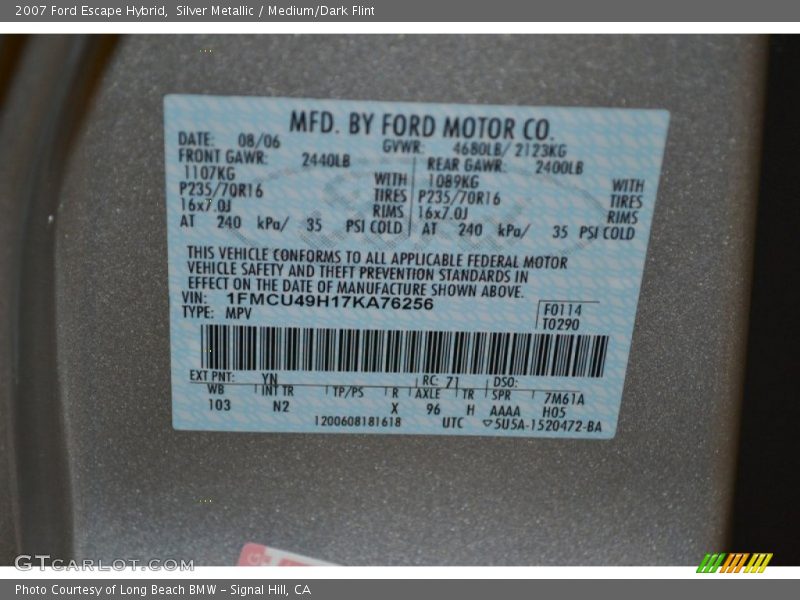 2007 Ford Escape Hybrid, Silver Metallic / Medium/Dark Flint
MFD. BY FORD MOTOR CO.
DATE: 08/06 GVWR: 4680LB/ 2123KG
FRONT GAWR: 2440LB REAR GAWR: 2400LB
1107KG WITH 1089KG WITH
P235/70R16 TIRES P235/70R16 TIRES
16x7.0J RIMS 16x7.0J RIMS
AT 240 kPa/ 35 PSI COLD AT 240 kPa/ 35 PSI COLD
THIS VEHICLE CONFORMS TO ALL APPLICABLE FEDERAL MOTOR
VEHICLE SAFETY AND THEFT PREVENTION STANDARDS IN
EFFECT ON THE DATE OF MANUFACTURE SHOWN ABOVE.
VIN: 1FMCU49H17KA76256 F0114
TYPE: MPV T0290
EXT PNT: YN RC: 71 DSO:
WB INT TR TP/PS R AXLE TR SPR 7M61A
103 N2 X 96 H AAAA H05
1200608181618 UTC ▽5U5A-1520472-BA
GTCARLOT.COM
Photo Courtesy of Long Beach BMW – Signal Hill, CA